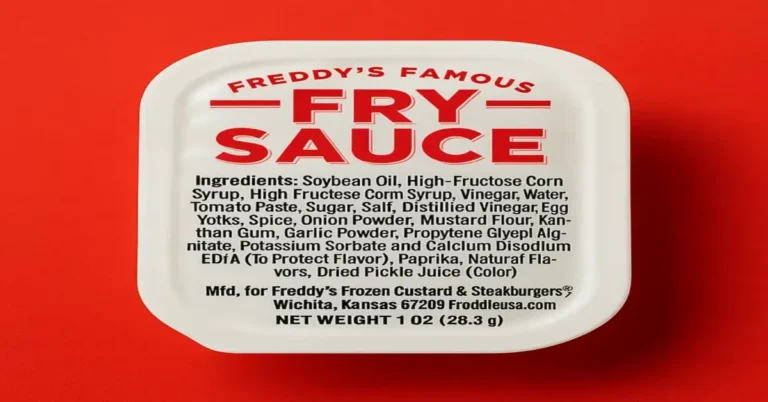 FREDDY'S FAMOUS
FRY
SAUCE
Ingredients: Soybean Oil, High-Fructose Corn
Syrup, High Fructese Corm Syrup, Vinegar, Water,
Tomato Paste, Sugar, Salf, Distillied Vinegar, Egg
Yotks, Spice, Onion Powder, Mustard Flour, Kan-
than Gum, Garlic Powder, Propytene Glyepl Alg-
nitate, Potassium Sorbate and Calclum Disodlum
EDfA (To Protect Flavor), Paprika, Naturaf Fla-
vors, Dried Pickle Juice (Color)
Mfd, for Freddy's Frozen Custard & Steakburgers®,
Wichita, Kansas 67209 Froddleusa.com
NET WEIGHT 1 02 (28.3 g)